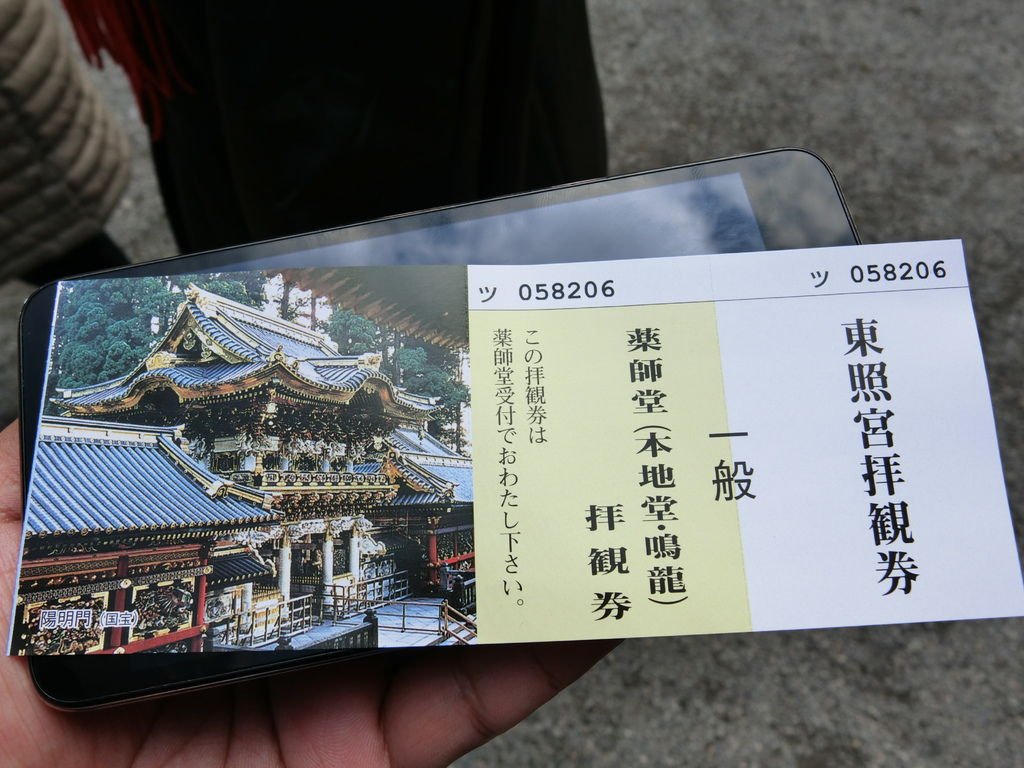 ツ 058206
東照宮拝観券
一般
ツ 058206
薬師堂(本地堂・鳴龍)
拝観券
この拝観券は
薬師堂受付でおわたし下さい。
陽明門(国宝)